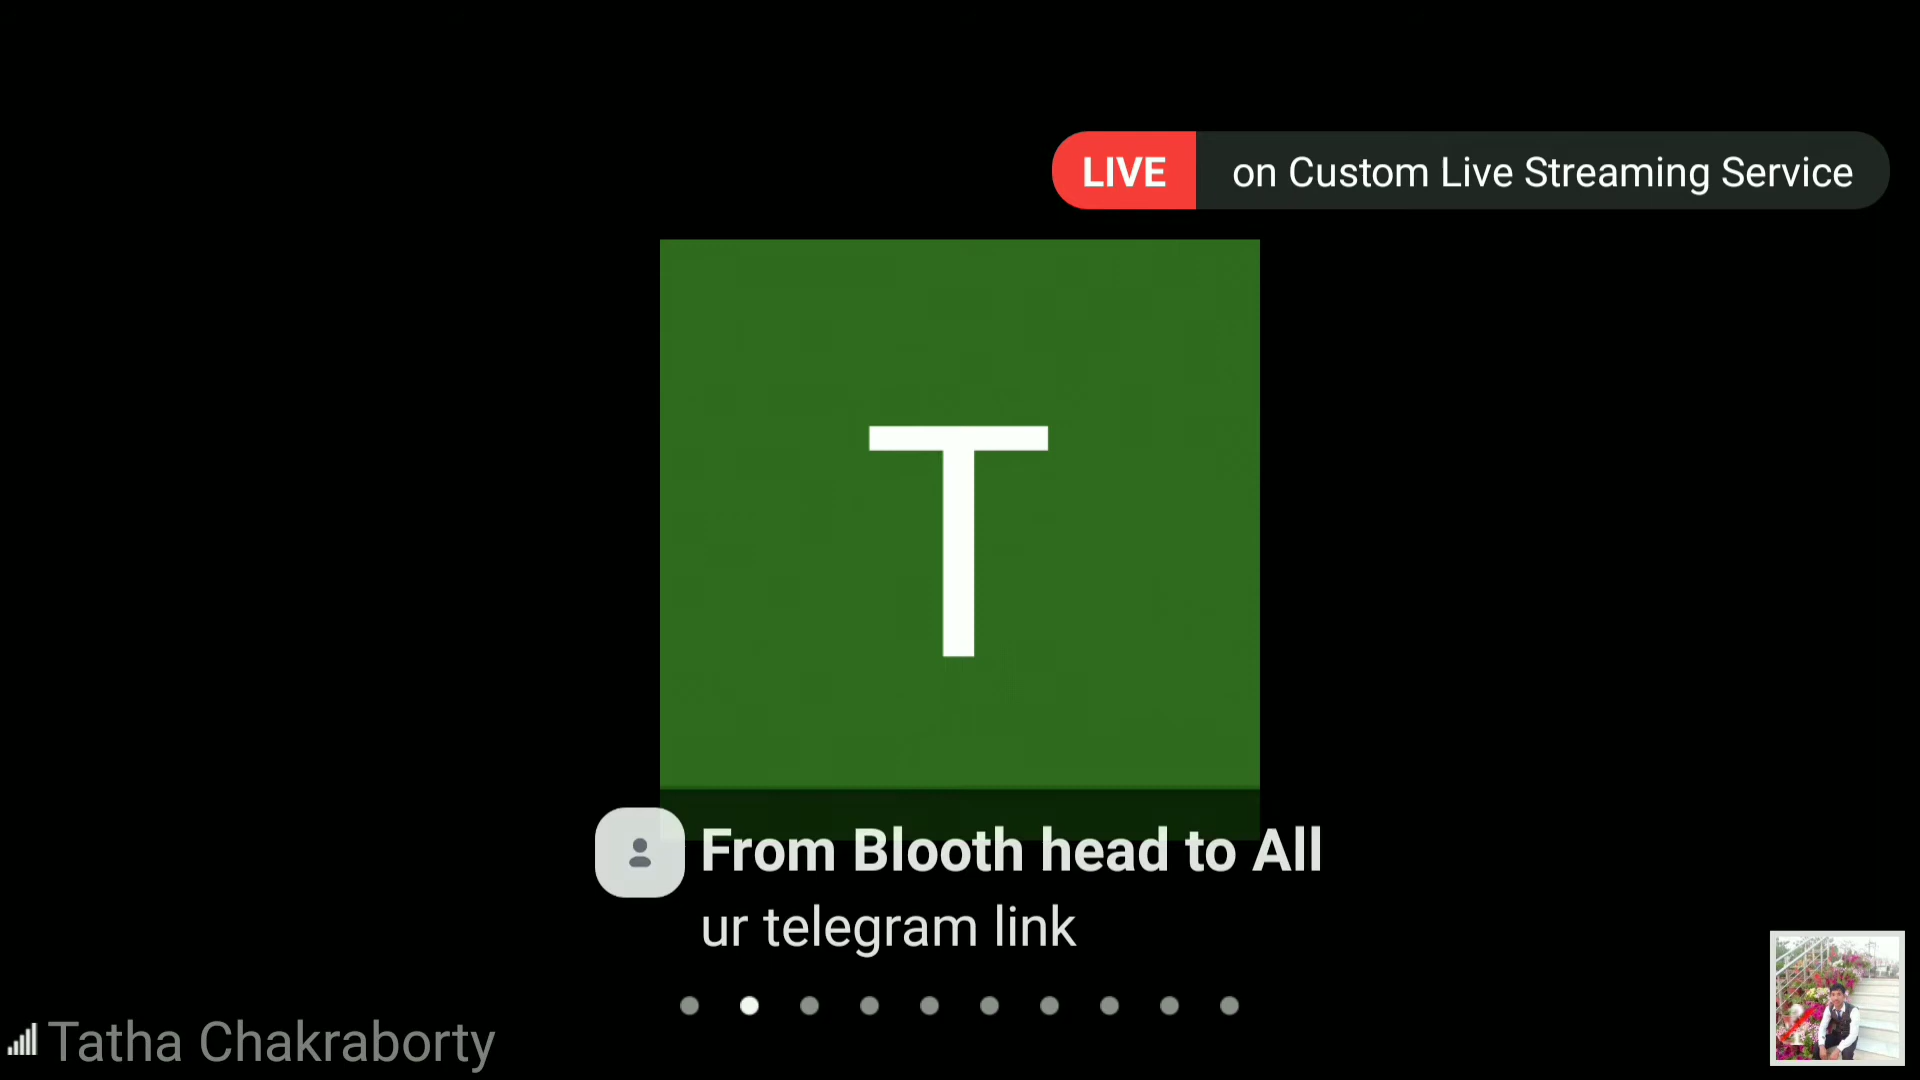 LIVE on Custom Live Streaming Service
T
From Blooth head to All
ur telegram link
Tatha Chakraborty